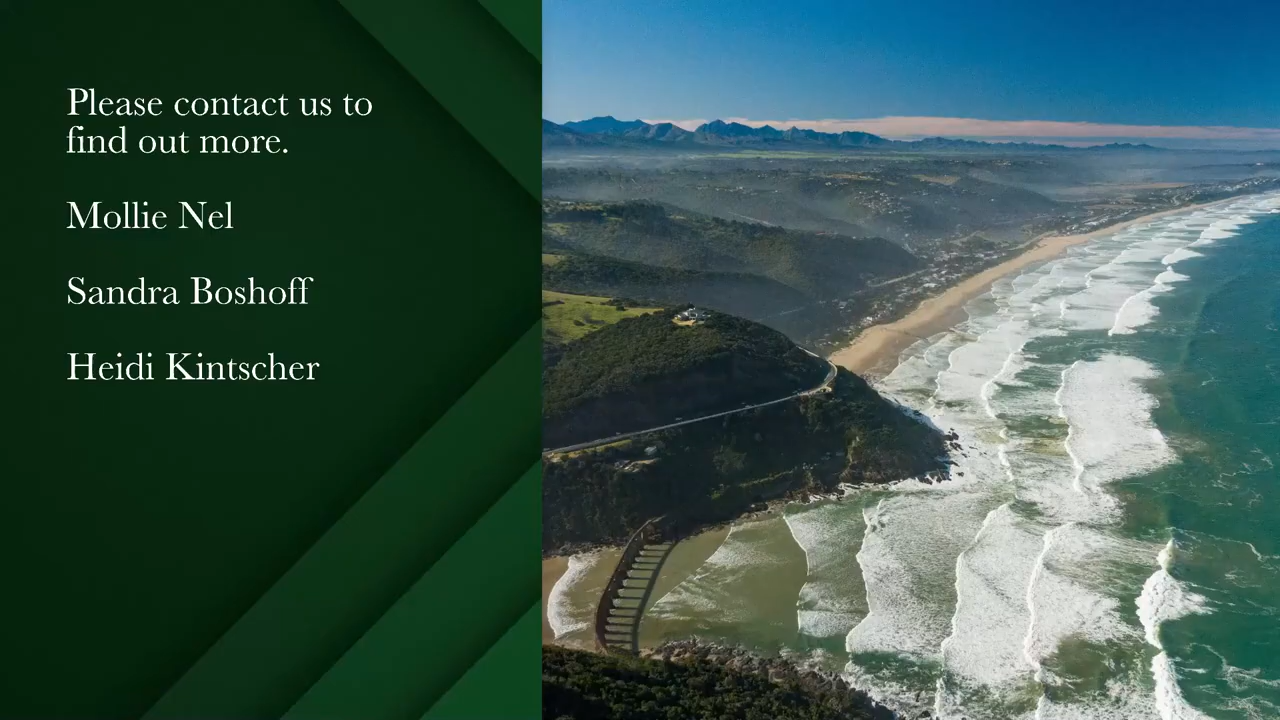 Please contact us to
find out more.
Mollie Nel
Sandra Boshoff
Heidi Kintscher